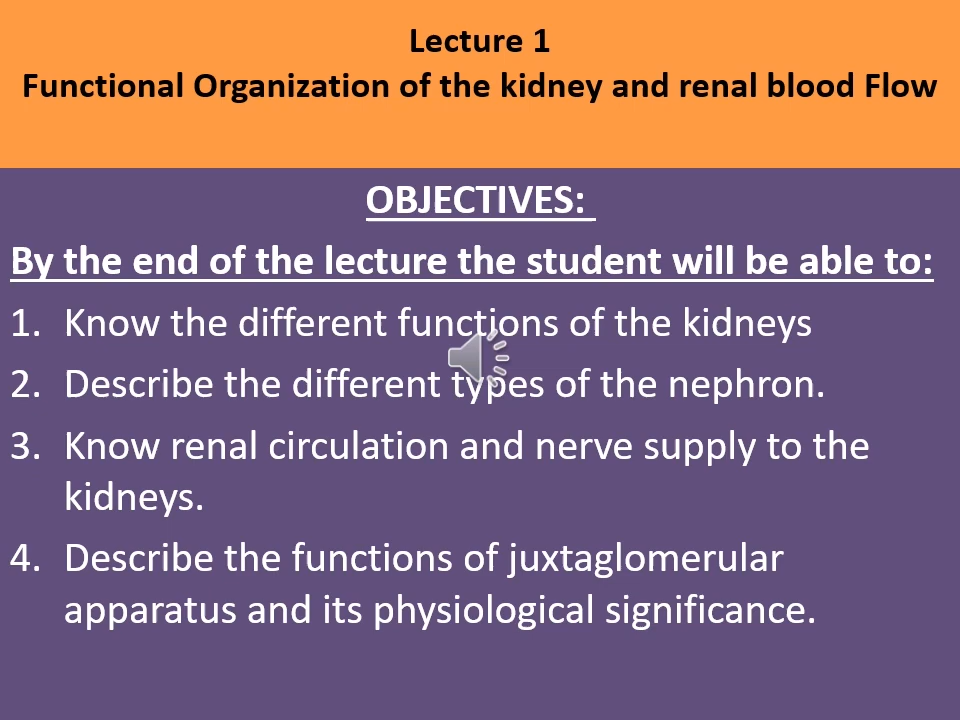 Lecture 1
Functional Organization of the kidney and renal blood Flow
OBJECTIVES:
By the end of the lecture the student will be able to:
1. Know the different functions of the kidneys
2. Describe the different types of the nephron.
3. Know renal circulation and nerve supply to the
kidneys.
4. Describe the functions of juxtaglomerular
apparatus and its physiological significance.